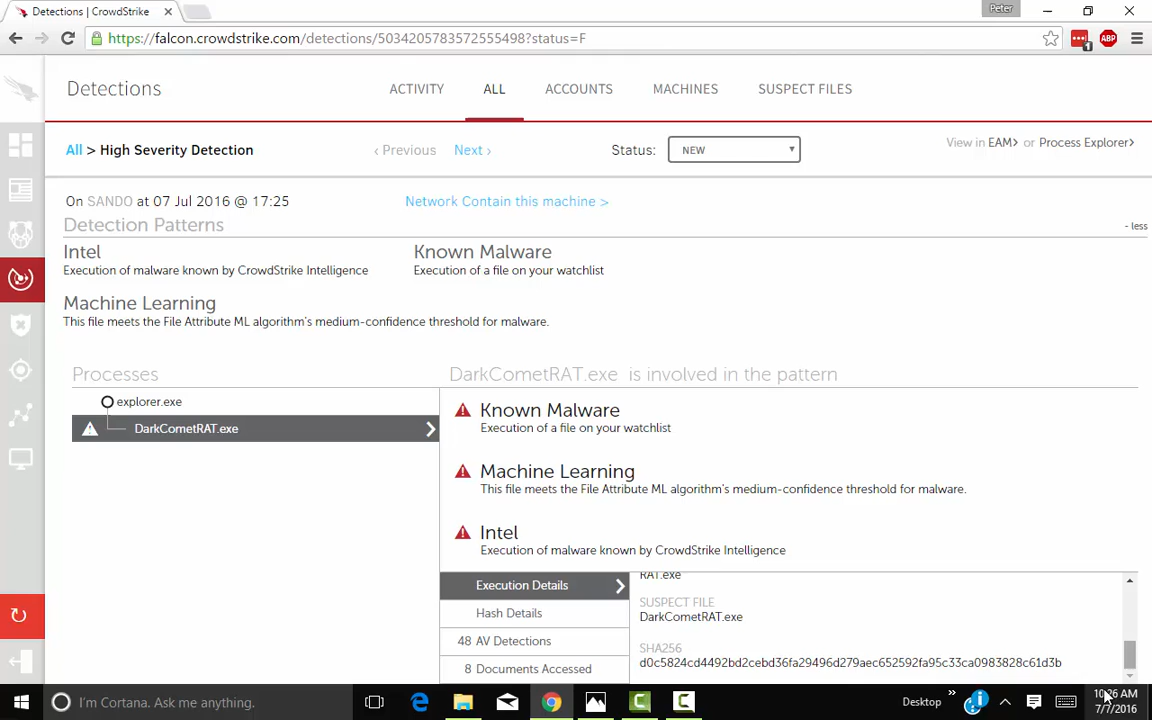 Detections | CrowdStrike
Peter
https://falcon.crowdstrike.com/detections/5034205783572555498?status=F
1
ABP
Detections
ACTIVITY
ALL
ACCOUNTS
MACHINES
SUSPECT FILES
All > High Severity Detection
‹ Previous
Next ›
Status:
NEW
View in EAM> or Process Explorer>
On SANDO at 07 Jul 2016 @ 17:25
Network Contain this machine >
Detection Patterns
- less
Intel
Execution of malware known by CrowdStrike Intelligence
Known Malware
Execution of a file on your watchlist
Machine Learning
This file meets the File Attribute ML algorithm's medium-confidence threshold for malware.
Processes
explorer.exe
DarkCometRAT.exe
DarkCometRAT.exe is involved in the pattern
Known Malware
Execution of a file on your watchlist
Machine Learning
This file meets the File Attribute ML algorithm's medium-confidence threshold for malware.
Intel
Execution of malware known by CrowdStrike Intelligence
Execution Details
Hash Details
48 AV Detections
8 Documents Accessed
RAT.exe
SUSPECT FILE
DarkCometRAT.exe
SHA256
d0c5824cd4492bd2cebd36fa29496d279aec652592fa95c33ca0983828c61d3b
I'm Cortana. Ask me anything.
Desktop
10:26 AM
7/7/2016